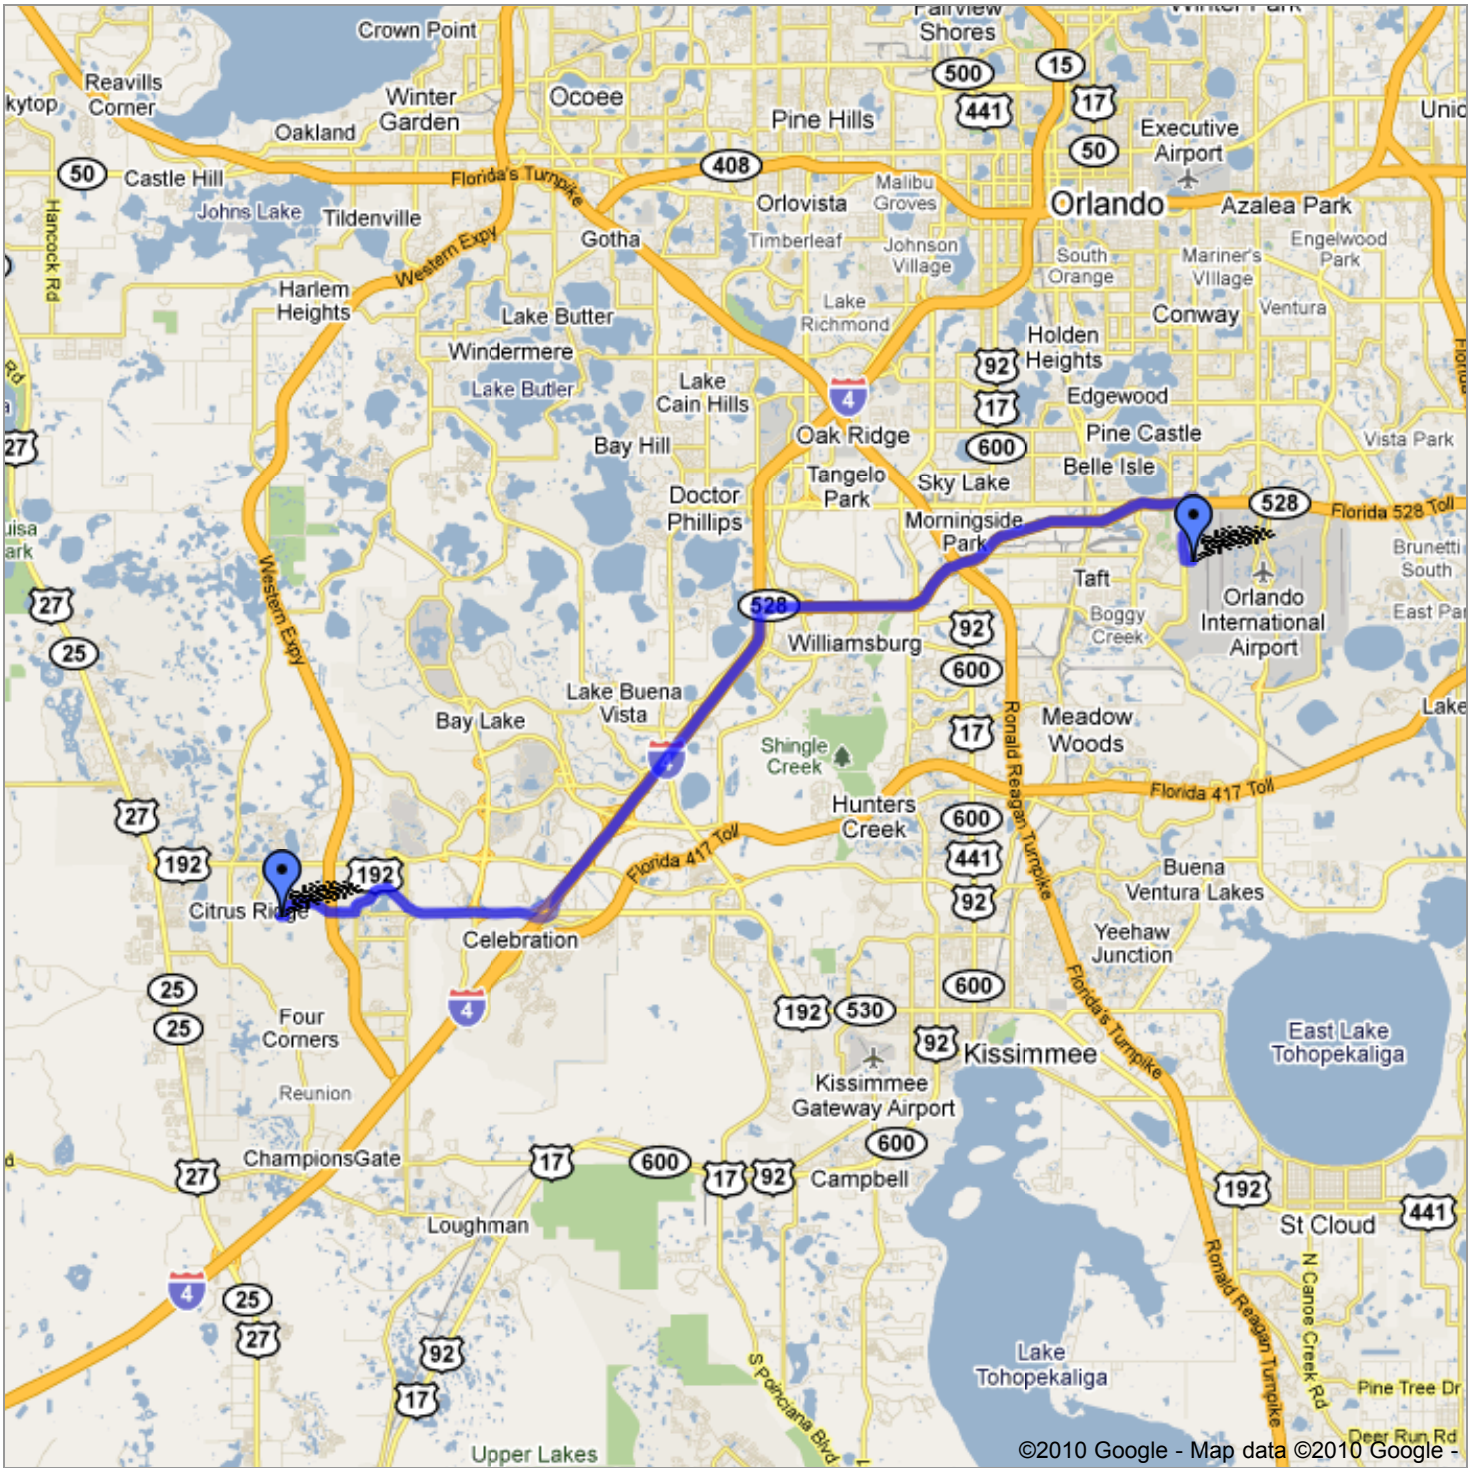 Crown Point
Fairview
Shores
Winter Park
Reavills
Corner
kytop
Winter
Garden
Ocoee
500
15
441
17
Unic
Oakland
Pine Hills
Executive
Airport
50
50
Castle Hill
408
Florida's Turnpike
Malibu
Groves
Johns Lake
Tildenville
Orlovista
Orlando
Azalea Park
Hancock Rd
Gotha
Timberleaf
Johnson
Village
South
Orange
Mariner's
Village
Engelwood
Park
Western Expy
Harlem
Heights
Lake Butter
Lake
Richmond
Conway
Ventura
Holden
Heights
Windermere
92
Rd
Lake Butler
Lake
Cain Hills
4
17
Edgewood
27
Bay Hill
Oak Ridge
600
Pine Castle
Vista Park
Belle Isle
Tangelo
Park
Sky Lake
Doctor
Phillips
528
Florida 528 Toll
Morningside
Park
uisa
ark
Brunetti
South
Western Expy
Taft
27
528
Orlando
International
Airport
Boggy
Creek
East Par
92
Williamsburg
25
600
Lake Buena
Vista
Bay Lake
Meadow
Woods
Lake
17
Ronald Reagan Turnpike
Shingle
Creek
4
Florida 417 Toll
27
Hunters
Creek
600
Florida 417 Toll
441
192
192
Buena
Ventura Lakes
92
Citrus Ridge
Celebration
Yeehaw
Junction
25
600
4
192
530
Florida's Turnpike
25
Four
Corners
92
Kissimmee
East Lake
Tohopekaliga
Reunion
Kissimmee
Gateway Airport
600
ChampionsGate
17
600
27
17
92
Campbell
192
441
Loughman
St Cloud
4
25
Ronald Reagan Turnpike
N Canoe Creek Rd
27
92
Lake
Tohopekaliga
17
S Poinciana Blvd
Pine Tree Dr
Deer Run Rd
Upper Lakes
©2010 Google - Map data ©2010 Google -